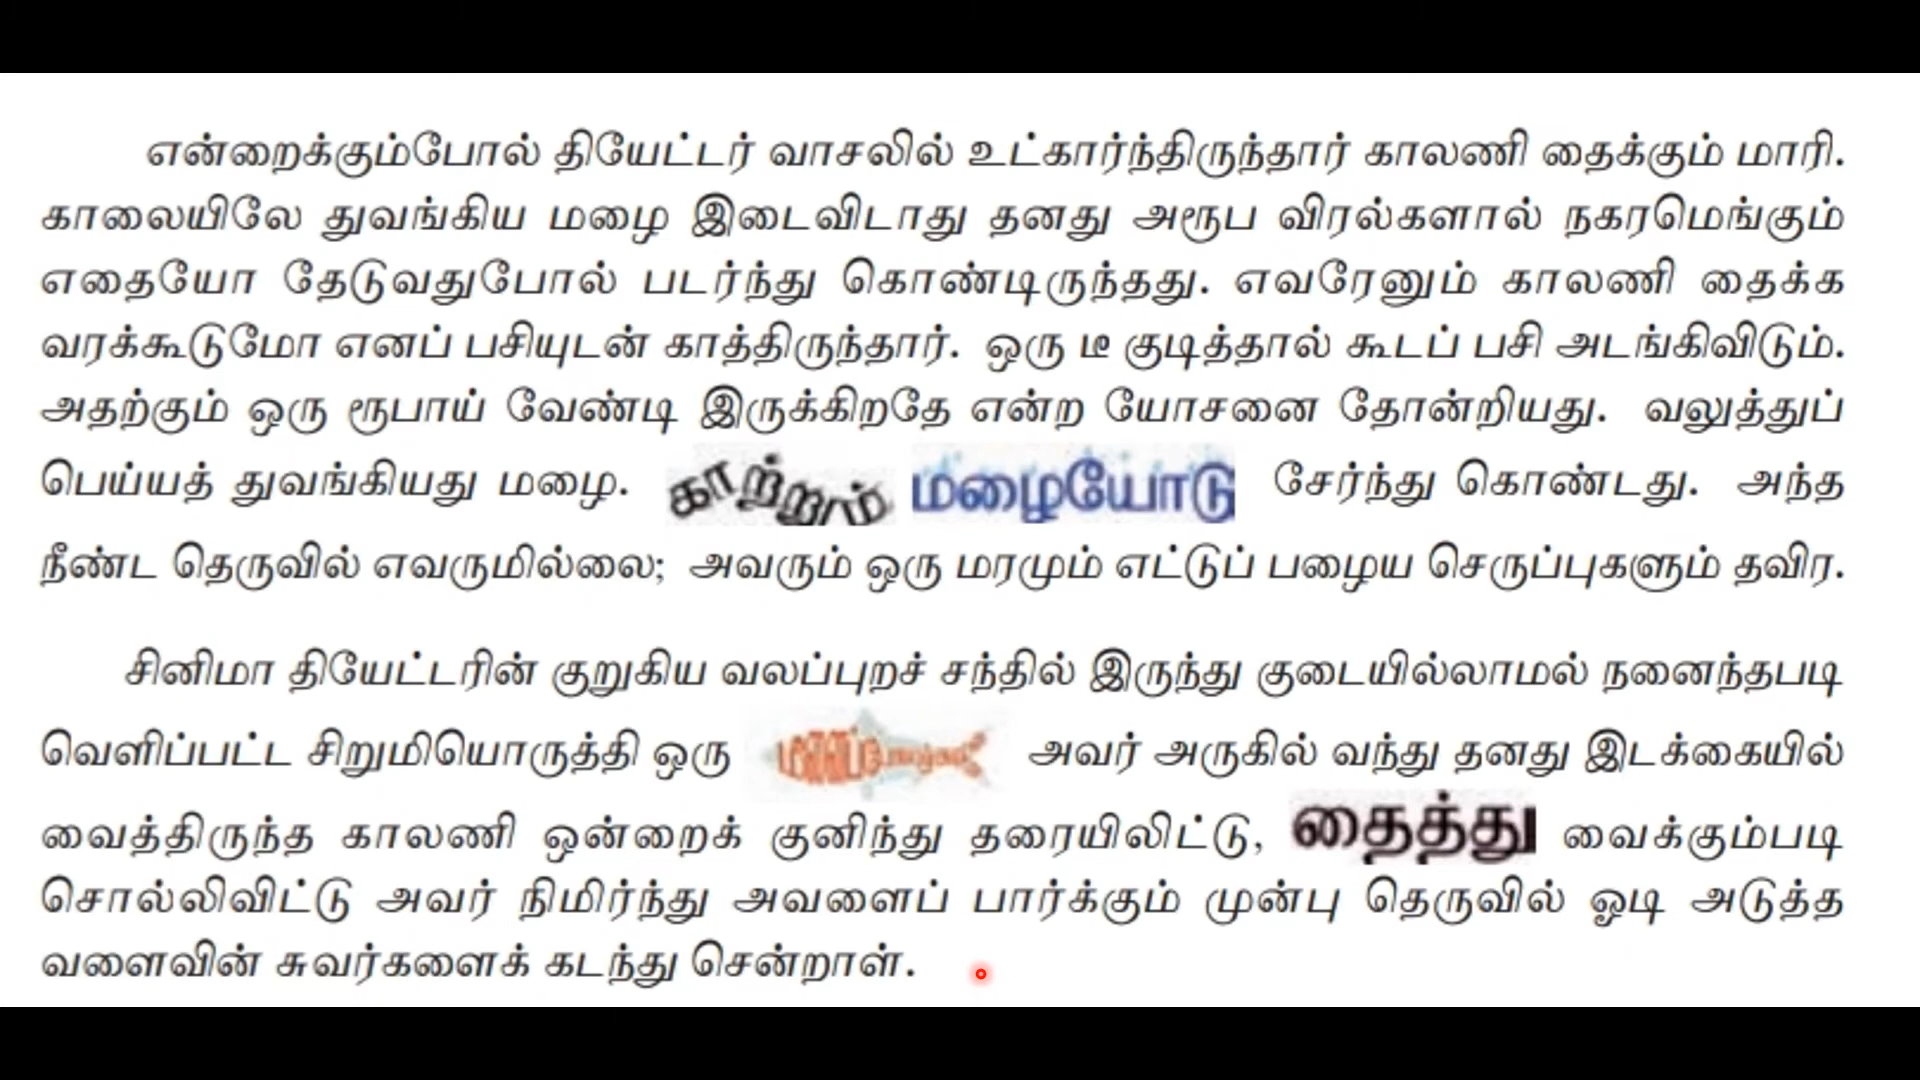 என்றைக்கும்போல் தியேட்டர் வாசலில் உட்கார்ந்திருந்தார் காலணி தைக்கும் மாரி.
காலையிலே துவங்கிய மழை இடைவிடாது தனது அரூப விரல்களால் நகரமெங்கும்
எதையோ தேடுவதுபோல் படர்ந்து கொண்டிருந்தது. எவரேனும் காலணி தைக்க
வரக்கூடுமோ எனப் பசியுடன் காத்திருந்தார். ஒரு டீ குடித்தால் கூடப் பசி அடங்கிவிடும்.
அதற்கும் ஒரு ரூபாய் வேண்டி இருக்கிறதே என்ற யோசனை தோன்றியது. வலுத்துப்
பெய்யத் துவங்கியது மழை. காற்றும் மழையோடு சேர்ந்து கொண்டது. அந்த
நீண்ட தெருவில் எவருமில்லை; அவரும் ஒரு மரமும் எட்டுப் பழைய செருப்புகளும் தவிர.
சினிமா தியேட்டரின் குறுகிய வலப்புறச் சந்தில் இருந்து குடையில்லாமல் நனைந்தபடி
வெளிப்பட்ட சிறுமியொருத்தி ஒரு அவர் அருகில் வந்து தனது இடக்கையில்
வைத்திருந்த காலணி ஒன்றைக் குனிந்து தரையிலிட்டு, தைத்து வைக்கும்படி
சொல்லிவிட்டு அவர் நிமிர்ந்து அவளைப் பார்க்கும் முன்பு தெருவில் ஓடி அடுத்த
வளைவின் சுவர்களைக் கடந்து சென்றாள்.